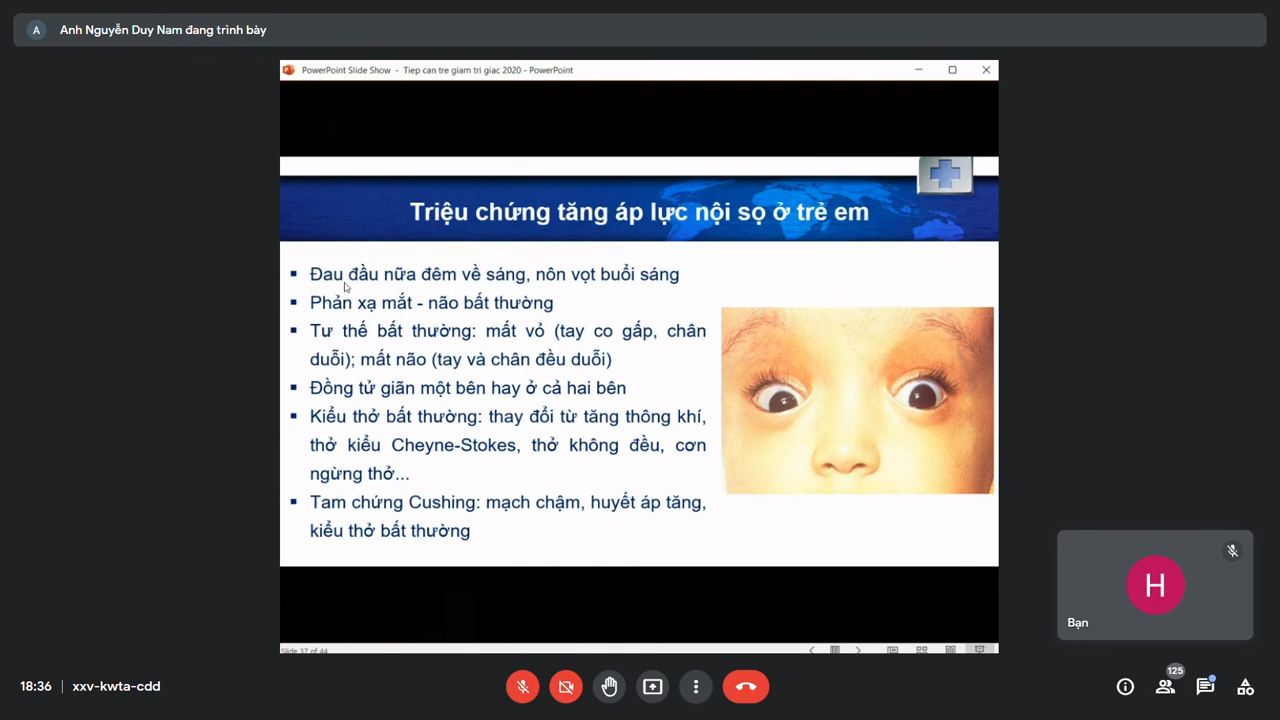 A
Anh Nguyễn Duy Nam đang trình bày
PowerPoint Slide Show - Tiep can tre giam tri giac 2020 - PowerPoint
Triệu chứng tăng áp lực nội sọ ở trẻ em
▪ Đau đầu nữa đêm về sáng, nôn vọt buổi sáng
▪ Phản xạ mắt - não bất thường
▪ Tư thế bất thường: mất vỏ (tay co gấp, chân
duỗi); mất não (tay và chân đều duỗi)
▪ Đồng tử giãn một bên hay ở cả hai bên
▪ Kiểu thở bất thường: thay đổi từ tăng thông khí,
thở kiểu Cheyne-Stokes, thở không đều, cơn
ngừng thở...
▪ Tam chứng Cushing: mạch chậm, huyết áp tăng,
kiểu thở bất thường
Slide 37 of 44
H
Bạn
18:36 | xxv-kwta-cdd
125